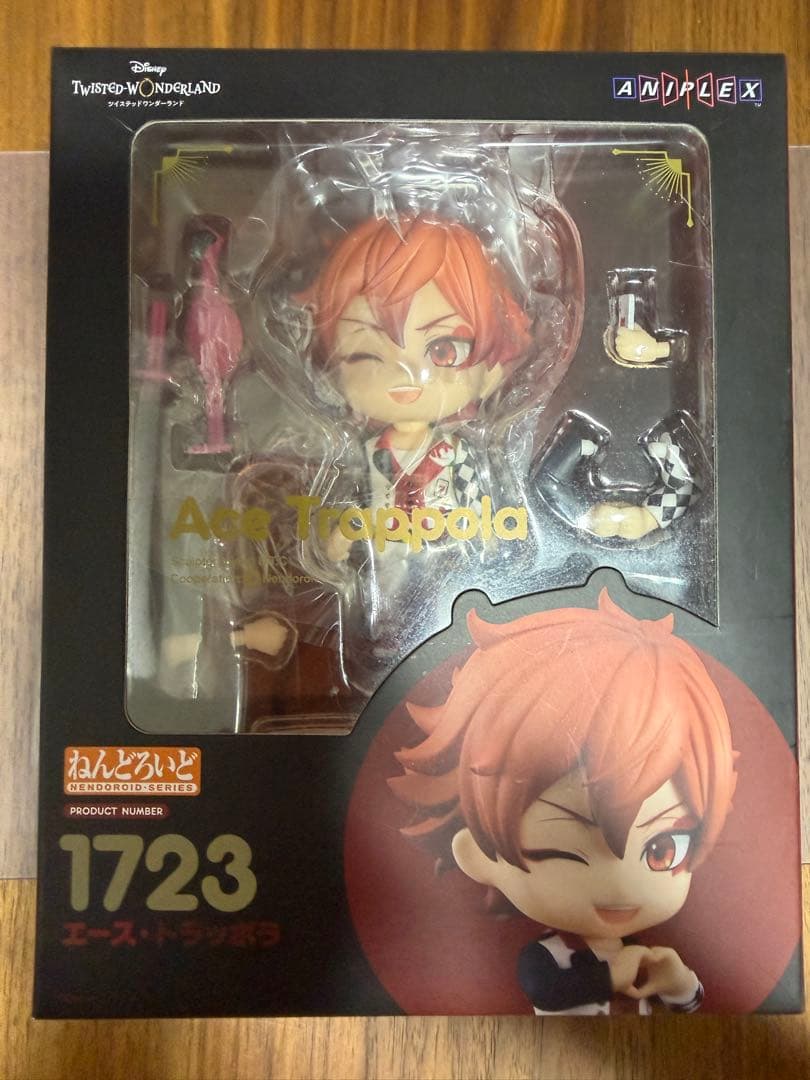 Disney
TWISTED-WONDERLAND
ツイステッドワンダーランド
ANIPLEX
TM
Ace Trappola
Nendoroid
ねんどろいど
NENDOROID•SERIES
PRODUCT NUMBER
1723
エース・トラッポラ